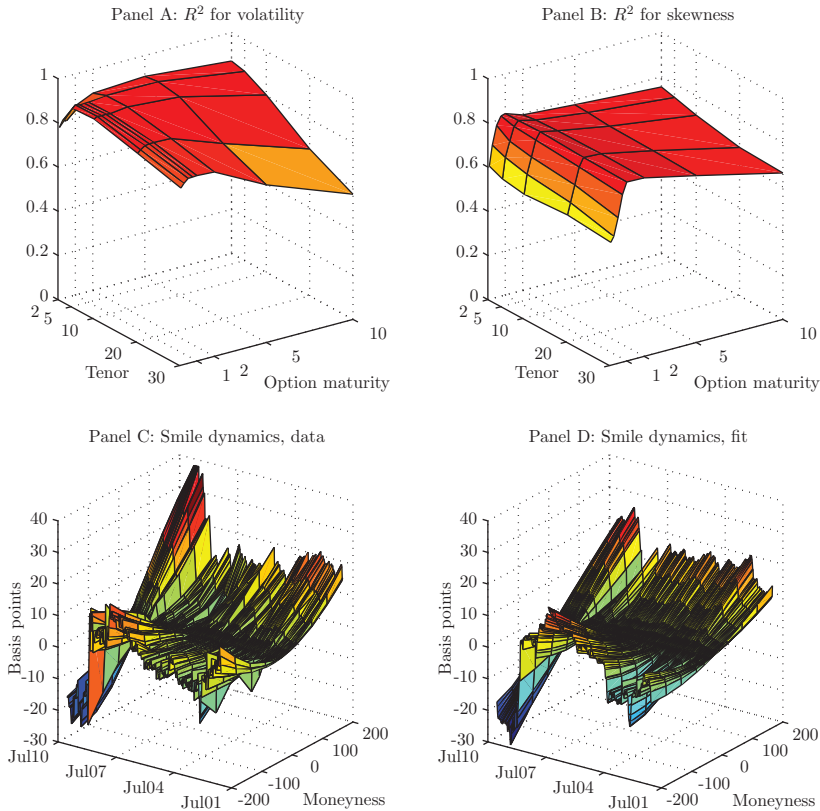 Panel A: R² for volatility
1
0.8
0.6
0.4
0.2
0
2
5
10
20
30
Tenor
1
2
5
10
Option maturity
Panel B: R² for skewness
1
0.8
0.6
0.4
0.2
0
2
5
10
20
30
Tenor
1
2
5
10
Option maturity
Panel C: Smile dynamics, data
Basis points
40
30
20
10
0
-10
-20
-30
Jul10
Jul07
Jul04
Jul01
-200
-100
0
100
200
Moneyness
Panel D: Smile dynamics, fit
Basis points
40
30
20
10
0
-10
-20
-30
Jul10
Jul07
Jul04
Jul01
-200
-100
0
100
200
Moneyness